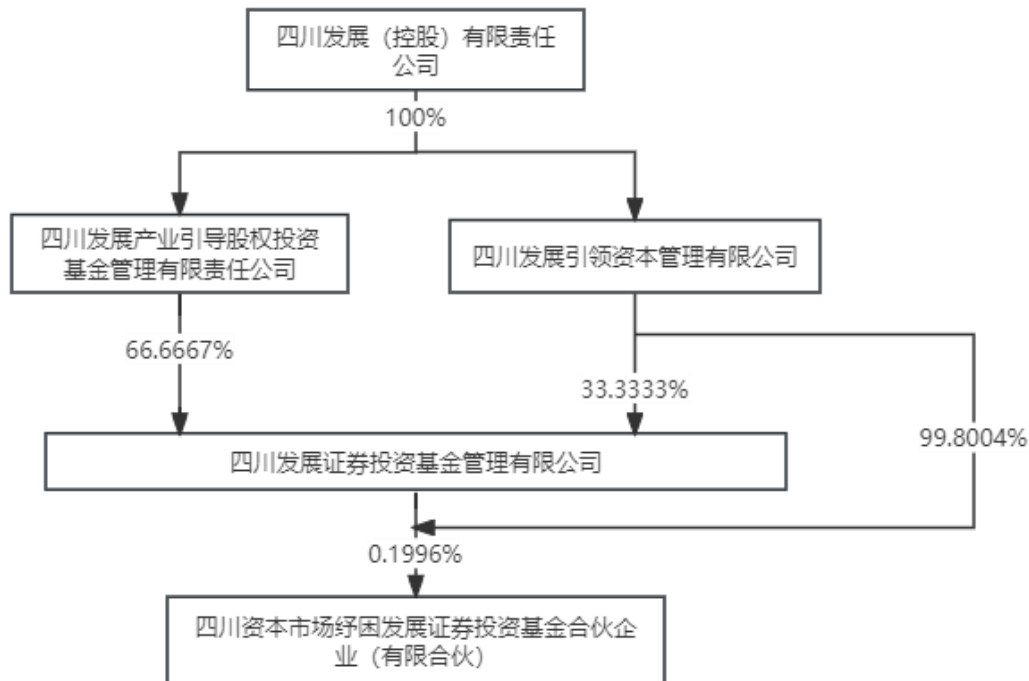 四川发展（控股）有限责任
公司
100%
四川发展产业引导股权投资
基金管理有限责任公司
四川发展引领资本管理有限公司
66.6667%
33.3333%
99.8004%
四川发展证券投资基金管理有限公司
0.1996%
四川资本市场纾困发展证券投资基金合伙企
业（有限合伙）